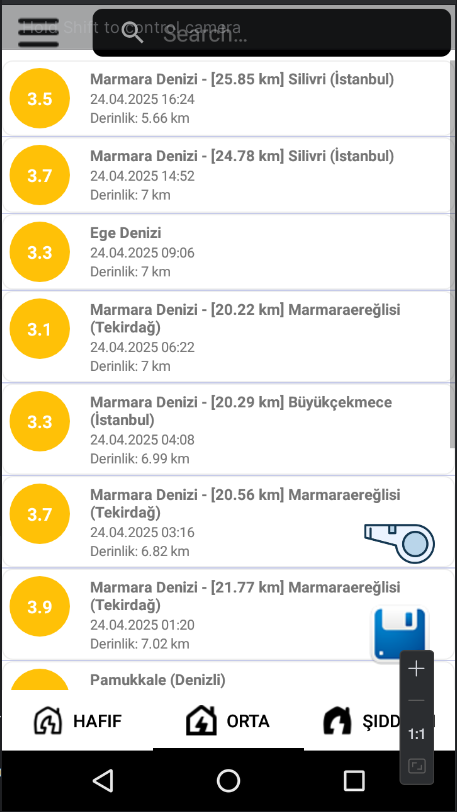 Hold Shift to control camera
Search...
3.5
Marmara Denizi - [25.85 km] Silivri (İstanbul)
24.04.2025 16:24
Derinlik: 5.66 km
3.7
Marmara Denizi - [24.78 km] Silivri (İstanbul)
24.04.2025 14:52
Derinlik: 7 km
3.3
Ege Denizi
24.04.2025 09:06
Derinlik: 7 km
3.1
Marmara Denizi - [20.22 km] Marmaraereğlisi
(Tekirdağ)
24.04.2025 06:22
Derinlik: 7 km
3.3
Marmara Denizi - [20.29 km] Büyükçekmece
(İstanbul)
24.04.2025 04:08
Derinlik: 6.99 km
3.7
Marmara Denizi - [20.56 km] Marmaraereğlisi
(Tekirdağ)
24.04.2025 03:16
Derinlik: 6.82 km
3.9
Marmara Denizi - [21.77 km] Marmaraereğlisi
(Tekirdağ)
24.04.2025 01:20
Derinlik: 7.02 km
Pamukkale (Denizli)
HAFIF
ORTA
1:1